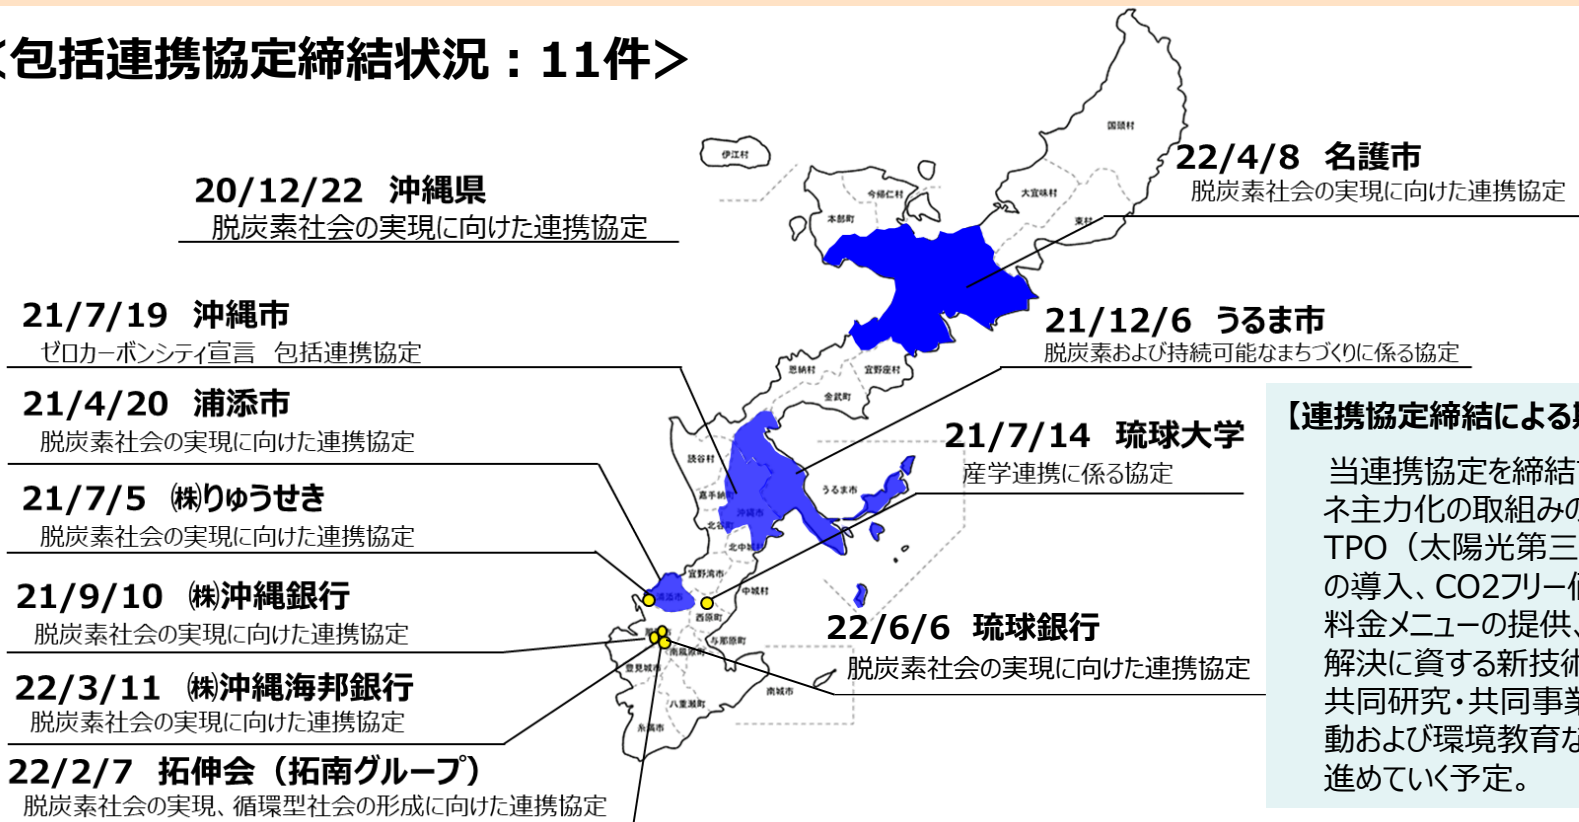 <包括連携協定締結状況：11件>
20/12/22 沖縄県
脱炭素社会の実現に向けた連携協定
21/7/19 沖縄市
ゼロカーボンシティ宣言 包括連携協定
21/4/20 浦添市
脱炭素社会の実現に向けた連携協定
21/7/5 ㈱りゅうせき
脱炭素社会の実現に向けた連携協定
21/9/10 ㈱沖縄銀行
脱炭素社会の実現に向けた連携協定
22/3/11 ㈱沖縄海邦銀行
脱炭素社会の実現に向けた連携協定
22/2/7 拓伸会（拓南グループ）
脱炭素社会の実現、循環型社会の形成に向けた連携協定
22/4/8 名護市
脱炭素社会の実現に向けた連携協定
21/12/6 うるま市
脱炭素および持続可能なまちづくりに係る協定
21/7/14 琉球大学
産学連携に係る協定
22/6/6 琉球銀行
脱炭素社会の実現に向けた連携協定
国頭村
伊江村
今帰仁村
大宜味村
本部町
東村
恩納村
宜野座村
金武町
読谷村
うるま市
嘉手納町
沖縄市
北谷町
北中城村
宜野湾市
中城村
浦添市
西原町
与那原町
南風原町
豊見城市
南城市
八重瀬町
糸満市
【連携協定締結による
当連携協定を締結
ネ主力化の取組みの
TPO（太陽光第三
の導入、CO2フリー
料金メニューの提供、
解決に資する新技術
共同研究・共同事業
動および環境教育な
進めていく予定。